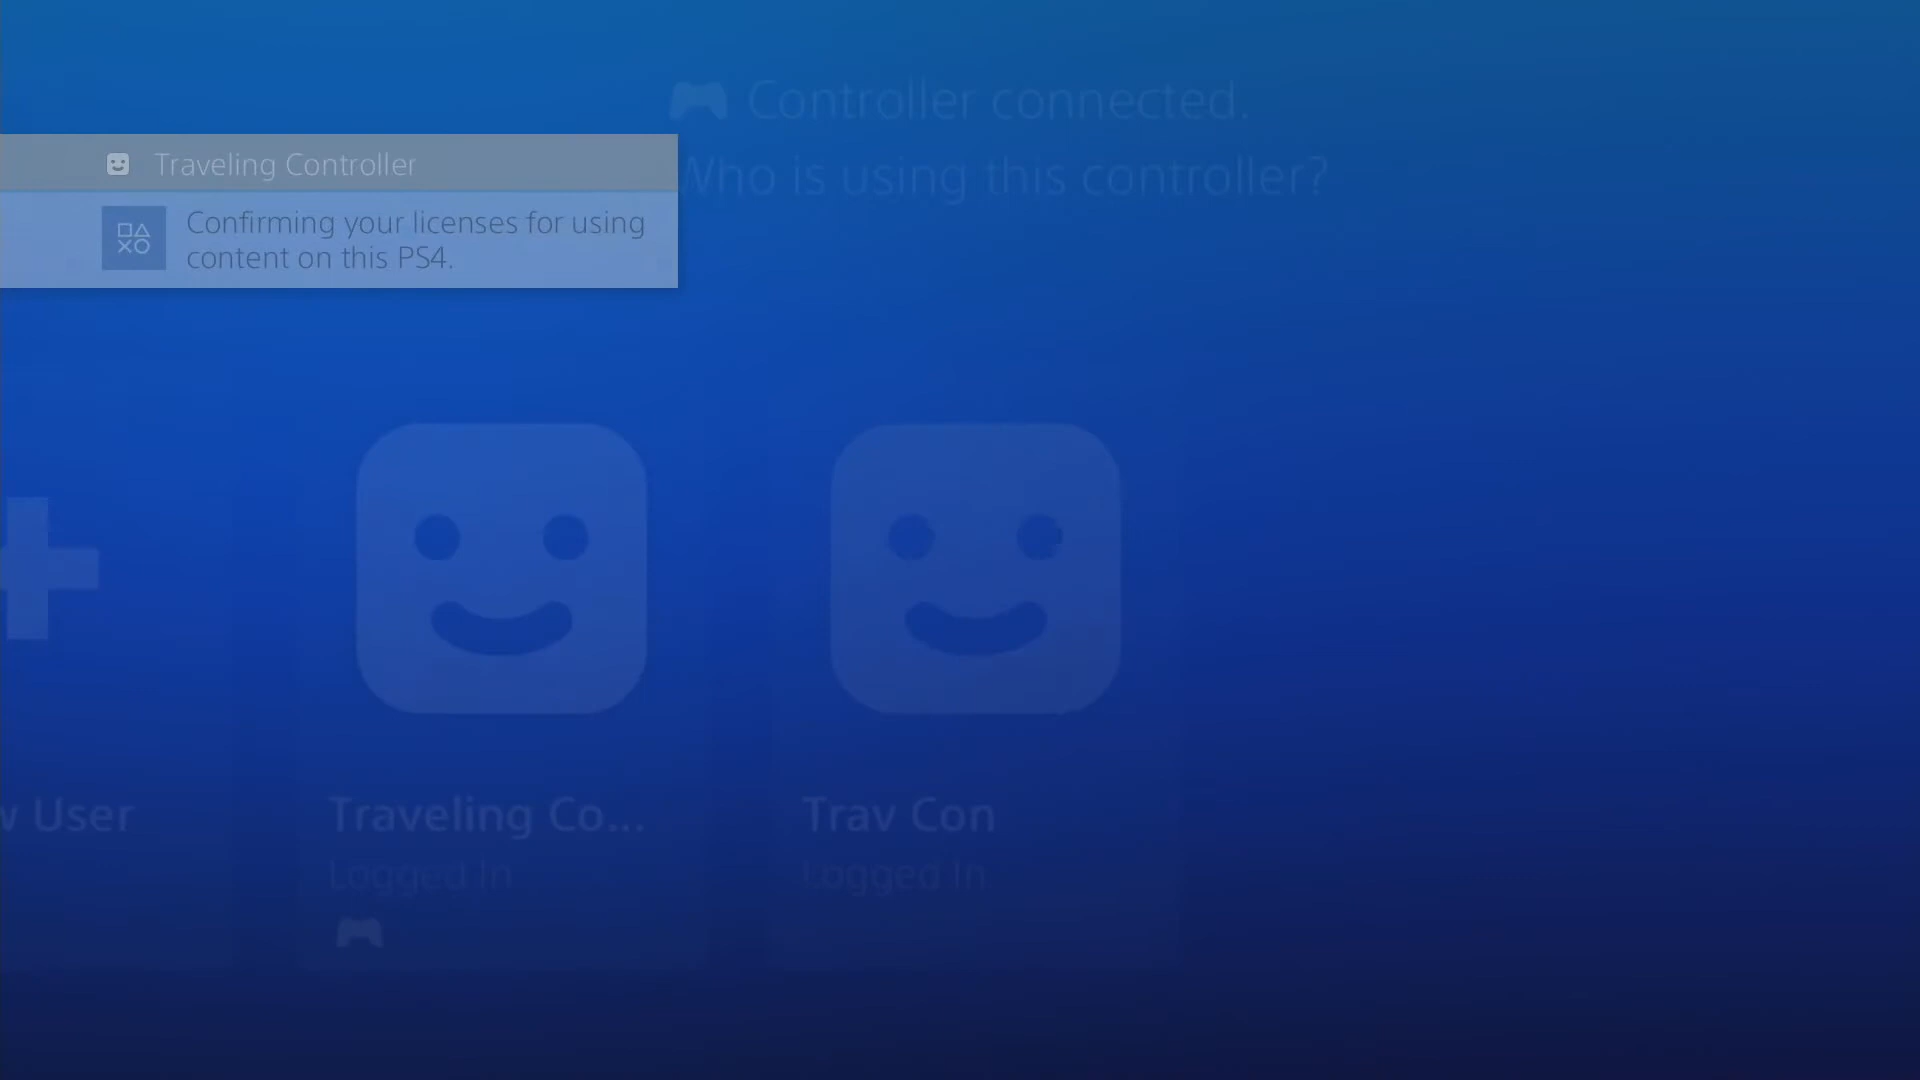 Controller connected.
Who is using this controller?
Traveling Controller
Confirming your licenses for using
content on this PS4.
w User
Traveling Co...
Logged In
Trav Con
Logged In